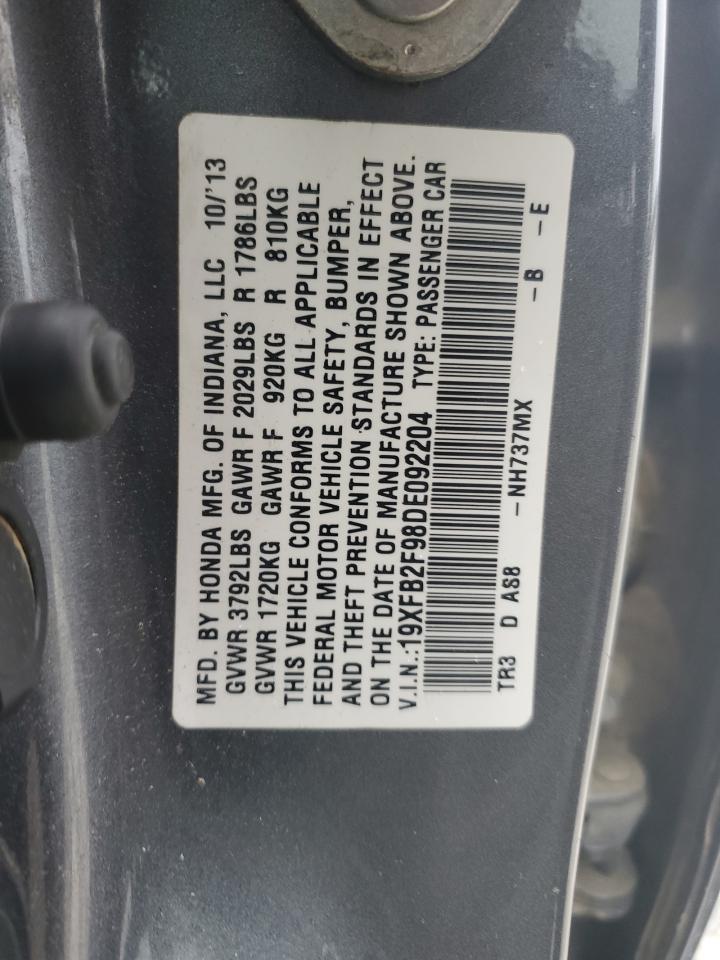 MFD. BY HONDA MFG. OF INDIANA, LLC 10/'13
GVWR 3792LBS GAWR F 2029LBS R 1786LBS
GVWR 1720KG GAWR F 920KG R 810KG
THIS VEHICLE CONFORMS TO ALL APPLICABLE
FEDERAL MOTOR VEHICLE SAFETY, BUMPER,
AND THEFT PREVENTION STANDARDS IN EFFECT
ON THE DATE OF MANUFACTURE SHOWN ABOVE.
V.I.N.:19XFB2F98DE092204 TYPE: PASSENGER CAR
TR3 D AS8 -NH737MX -B -E